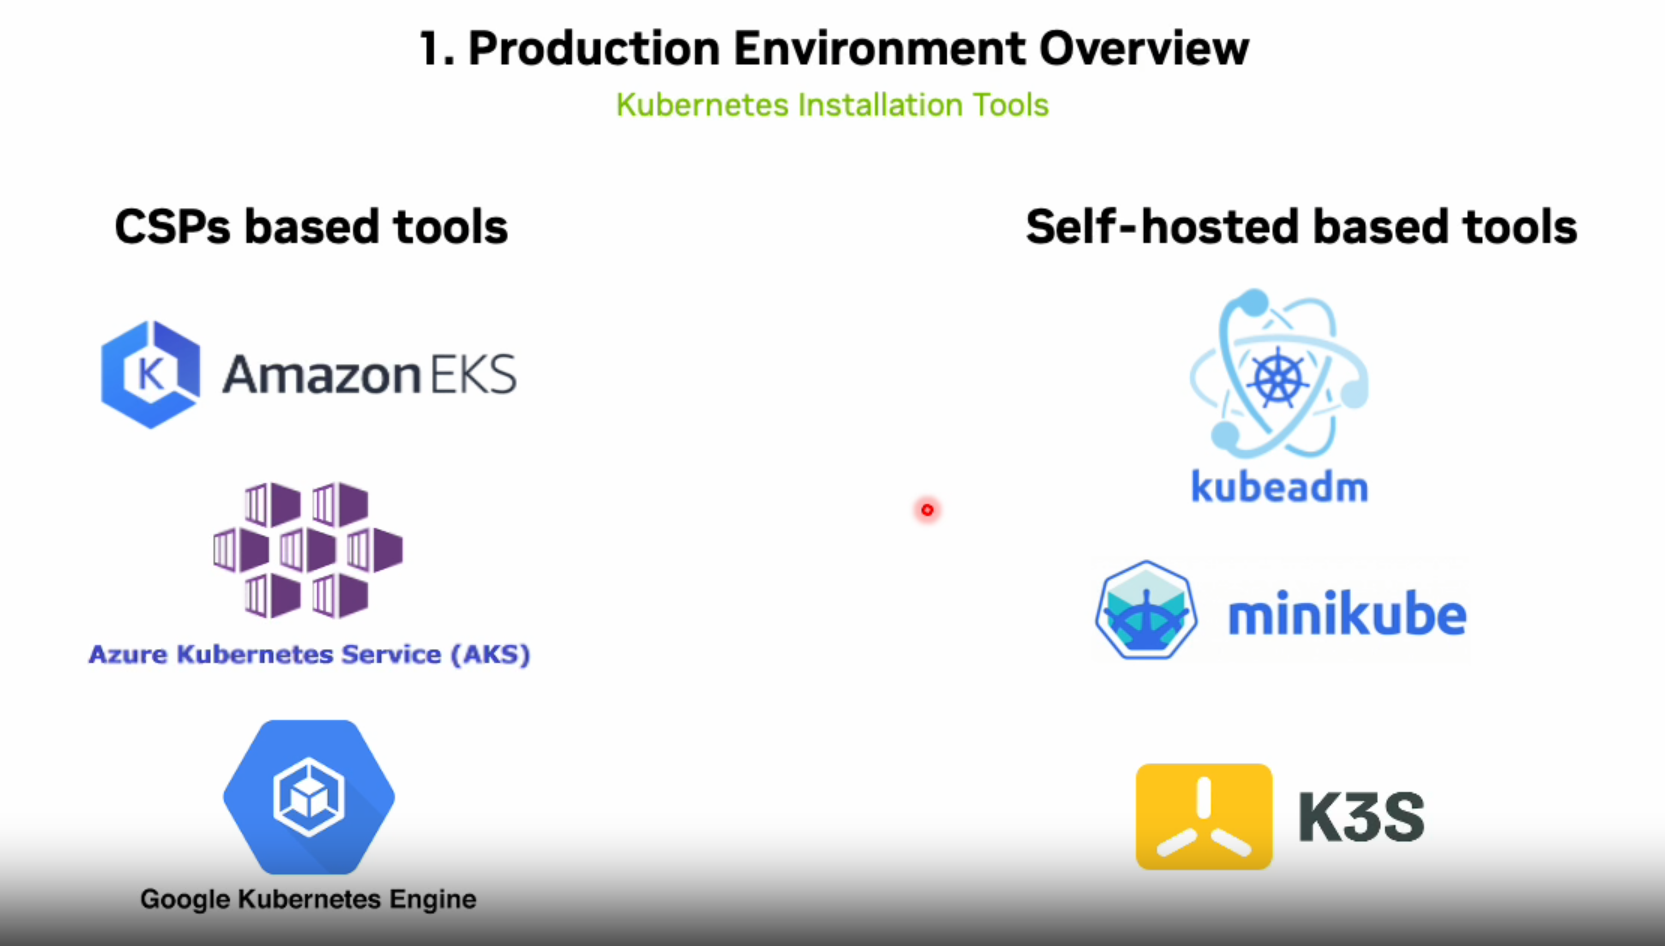 1. Production Environment Overview
Kubernetes Installation Tools
CSPs based tools
K
Amazon EKS
Azure Kubernetes Service (AKS)
Google Kubernetes Engine
Self-hosted based tools
kubeadm
minikube
K3S